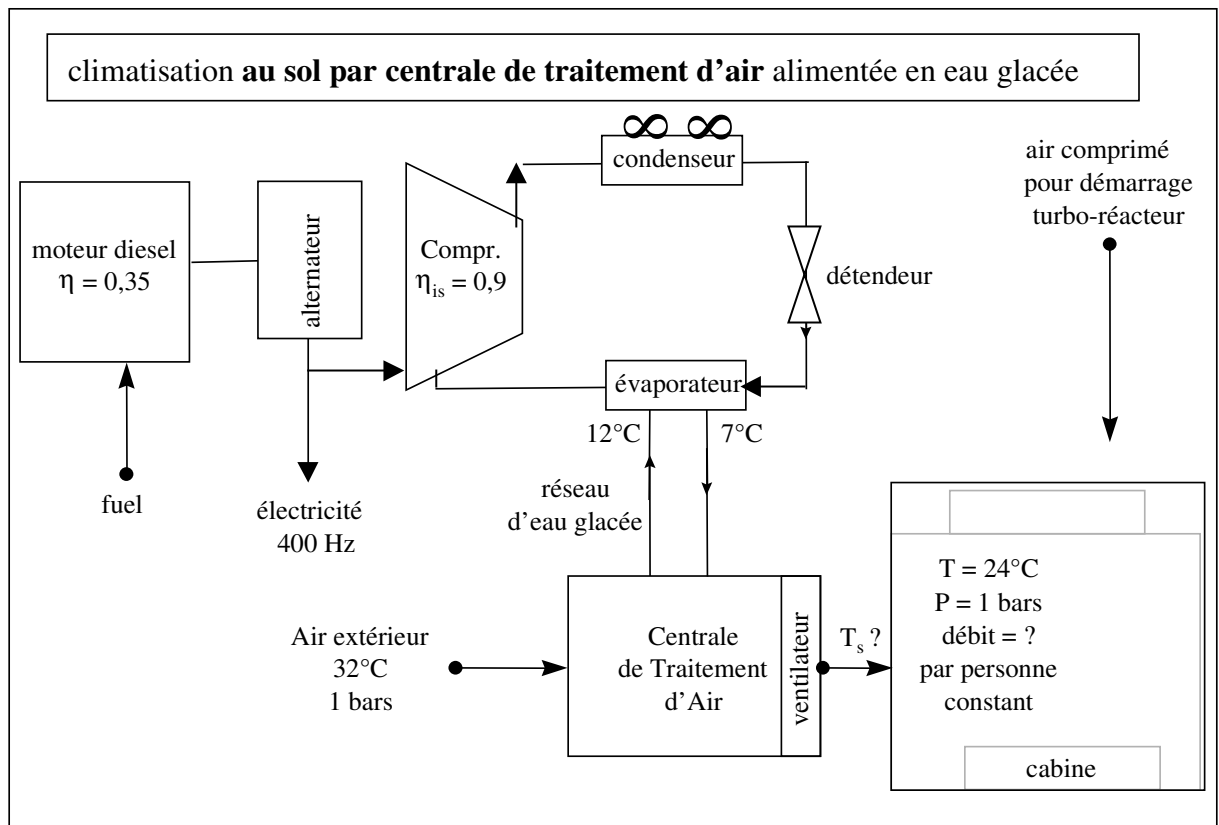 climatisation au sol par centrale de traitement d'air alimentée en eau glacée
moteur diesel
η = 0,35
alternateur
Compr.
ηis = 0,9
condenseur
détendeur
air comprimé
pour démarrage
turbo-réacteur
évaporateur
12°C
7°C
fuel
électricité
400 Hz
réseau
d'eau glacée
Air extérieur
32°C
1 bars
Centrale
de Traitement
d'Air
ventilateur
Ts ?
T = 24°C
P = 1 bars
débit = ?
par personne
constant
cabine